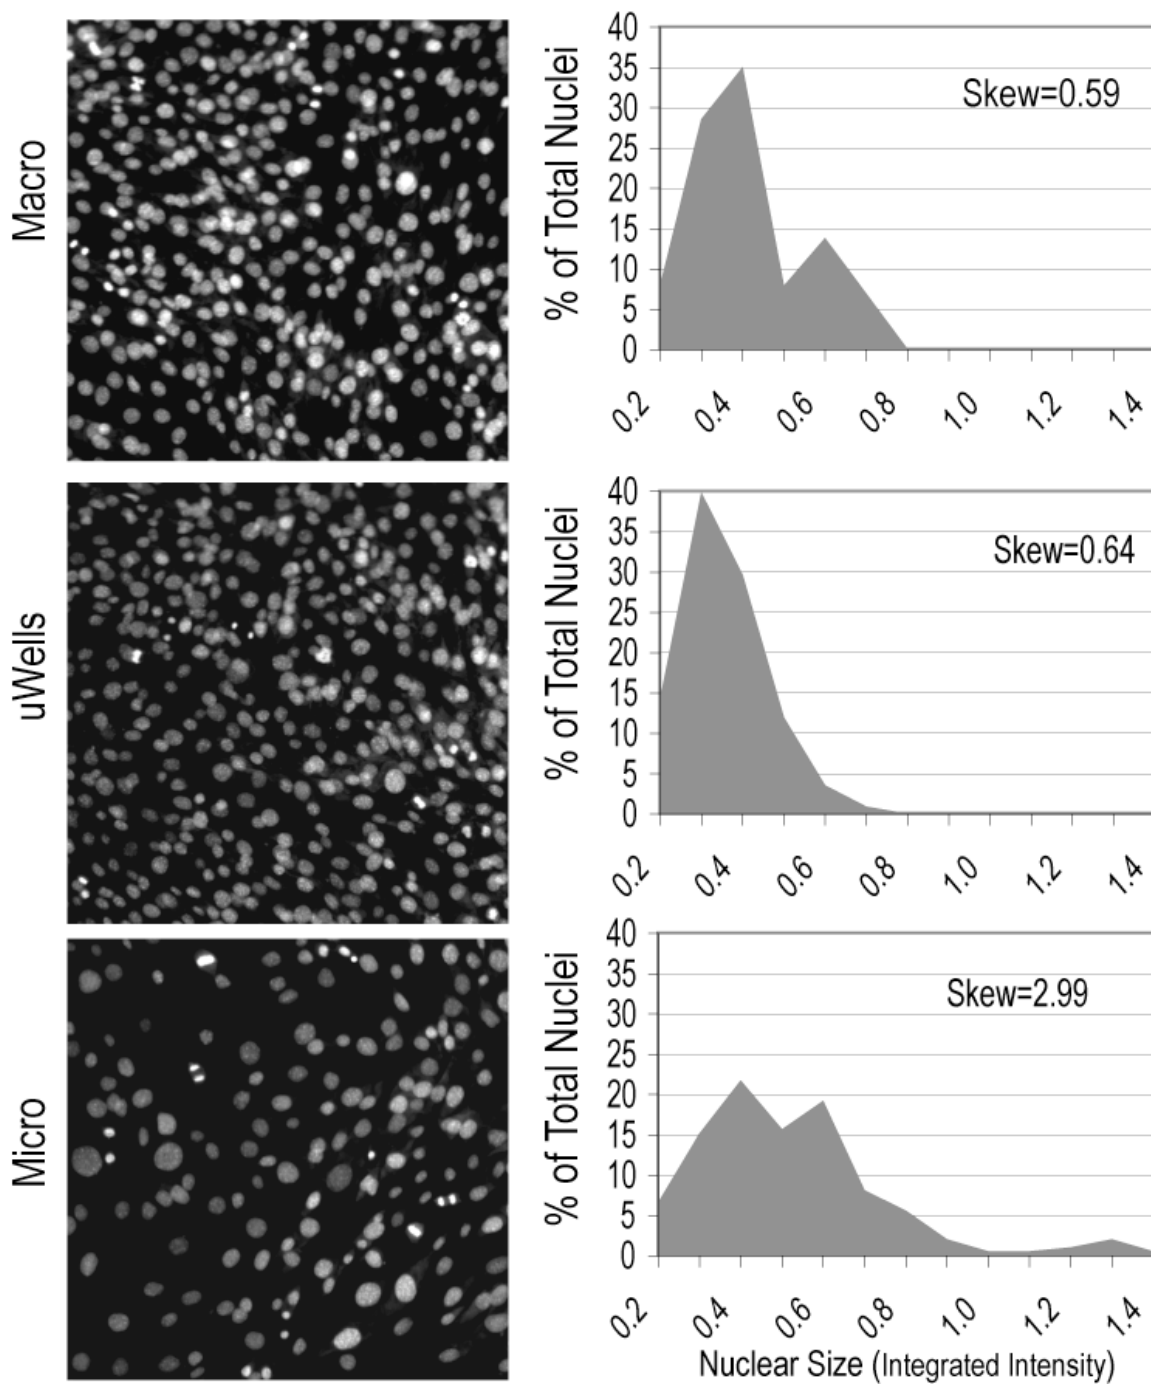 Macro
% of Total Nuclei
40
35
30
25
20
15
10
5
0
Skew=0.59
0.2 0.4 0.6 0.8 1.0 1.2 1.4
uWells
% of Total Nuclei
40
35
30
25
20
15
10
5
0
Skew=0.64
0.2 0.4 0.6 0.8 1.0 1.2 1.4
Micro
% of Total Nuclei
40
35
30
25
20
15
10
5
0
Skew=2.99
0.2 0.4 0.6 0.8 1.0 1.2 1.4
Nuclear Size (Integrated Intensity)